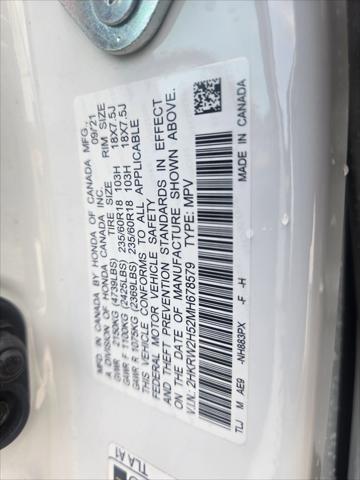 MFD. IN CANADA BY HONDA OF CANADA MFG.,
A DIVISION OF HONDA CANADA INC. 09/21
TIRE SIZE RIM SIZE
GVWR 2150KG (4739LBS)
GAWR F 1100KG (2425LBS) 235/60R18 103H 18X7.5J
GAWR R 1075KG (2369LBS) 235/60R18 103H 18X7.5J
THIS VEHICLE CONFORMS TO ALL APPLICABLE
FEDERAL MOTOR VEHICLE SAFETY
AND THEFT PREVENTION STANDARDS IN EFFECT
ON THE DATE OF MANUFACTURE SHOWN ABOVE.
V.I.N.: 2HKRW2H52MH678579 TYPE: MPV
TLJ M AE9 -NH883PX -F -H MADE IN CANADA
TLA A1